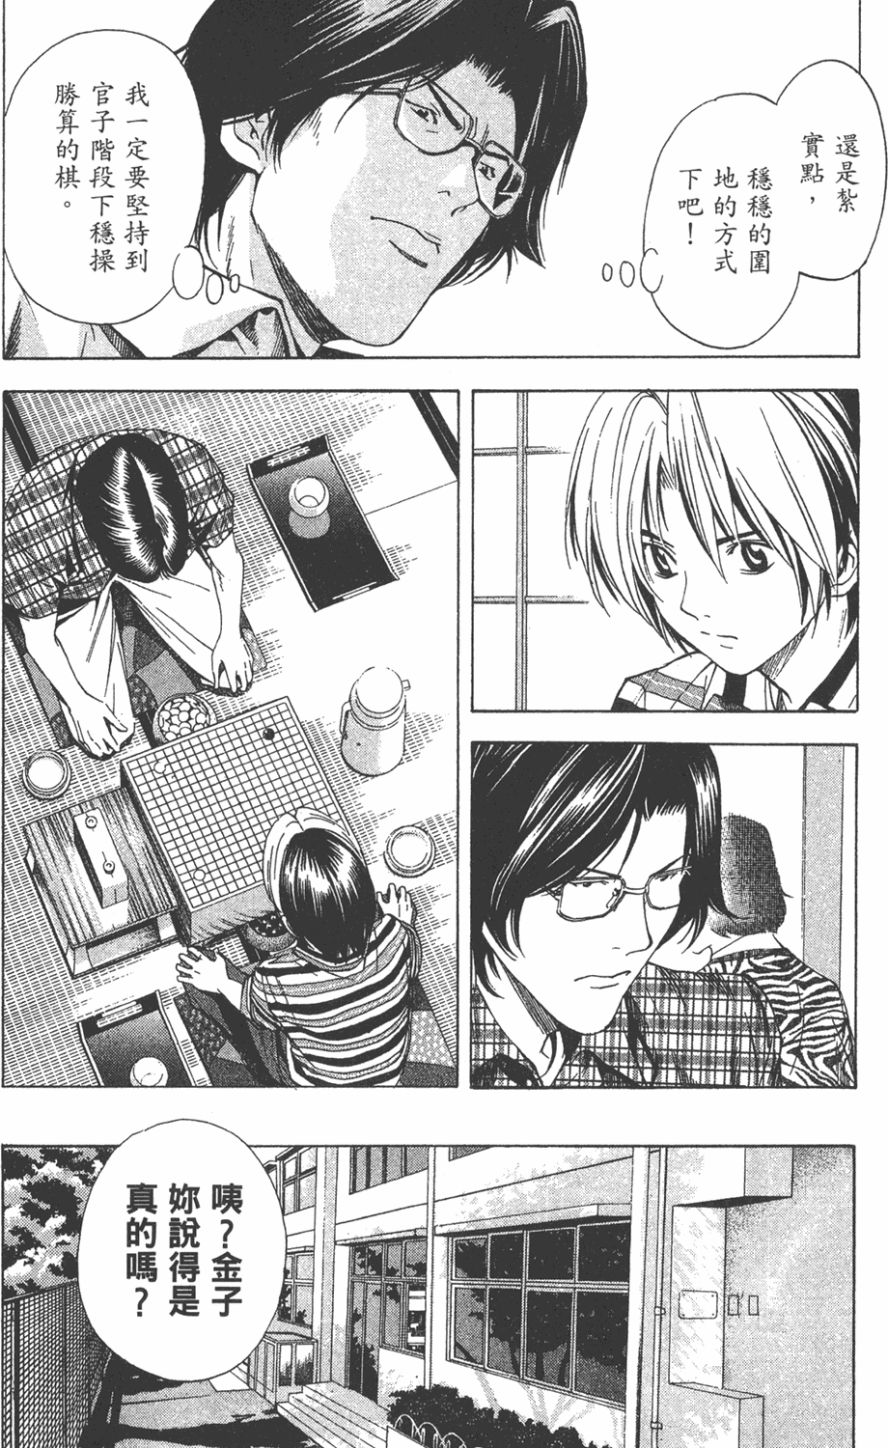 還是紮
實點，
穩穩的圍
地的方式
下吧！
我一定要堅持到
官子階段下穩操
勝算的棋。
咦？金子
妳說得是
真的嗎？